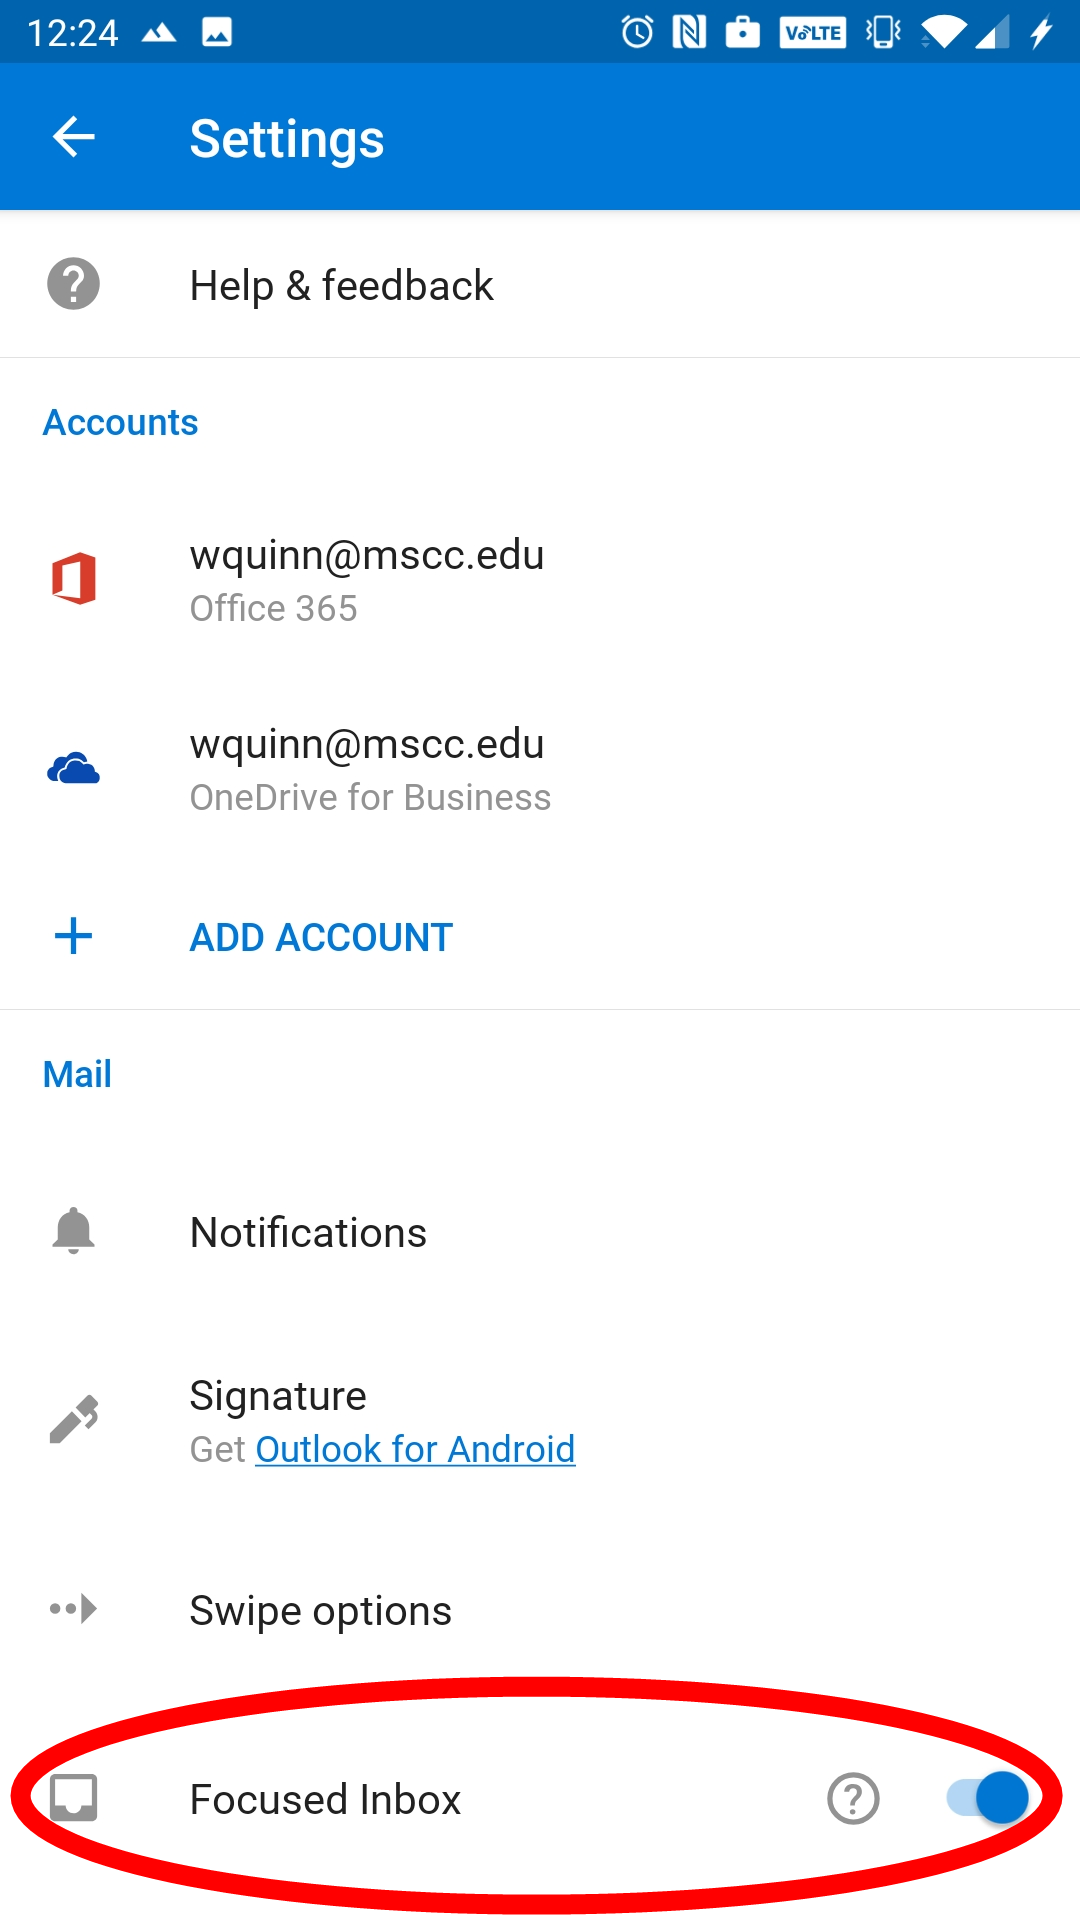 12:24 VoLTE
Settings
Help & feedback
Accounts
wquinn@mscc.edu
Office 365
wquinn@mscc.edu
OneDrive for Business
ADD ACCOUNT
Mail
Notifications
Signature
Get Outlook for Android
Swipe options
Focused Inbox